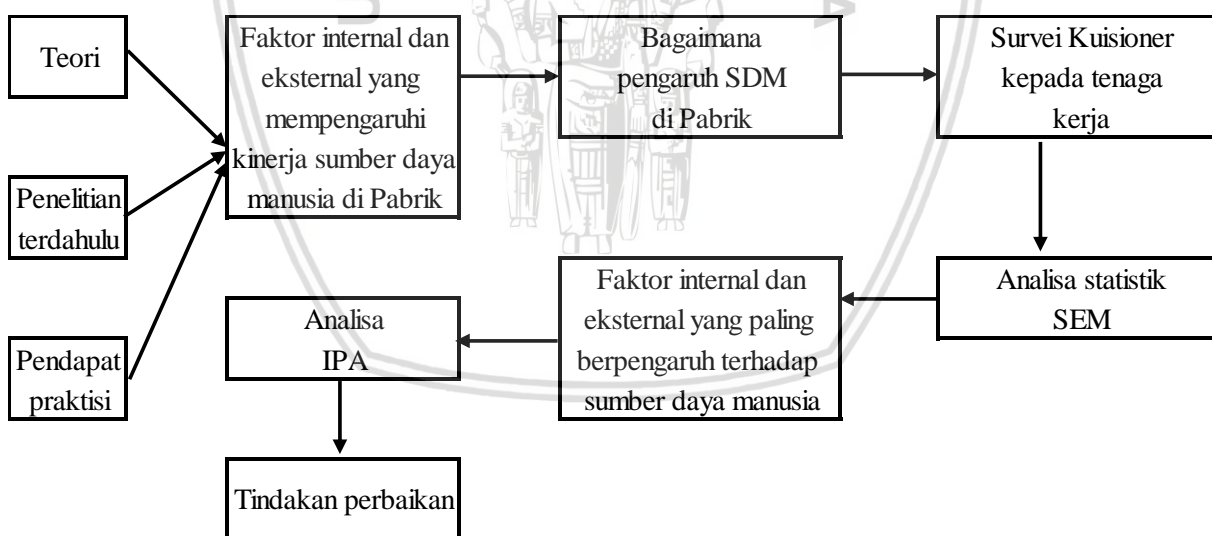 Teori
Faktor internal dan
eksternal yang
mempengaruhi
kinerja sumber daya
manusia di Pabrik
Bagaimana
pengaruh SDM
di Pabrik
Survei Kuisioner
kepada tenaga
kerja
Penelitian
terdahulu
Pendapat
praktisi
Analisa
IPA
Faktor internal dan
eksternal yang paling
berpengaruh terhadap
sumber daya manusia
Analisa statistik
SEM
Tindakan perbaikan